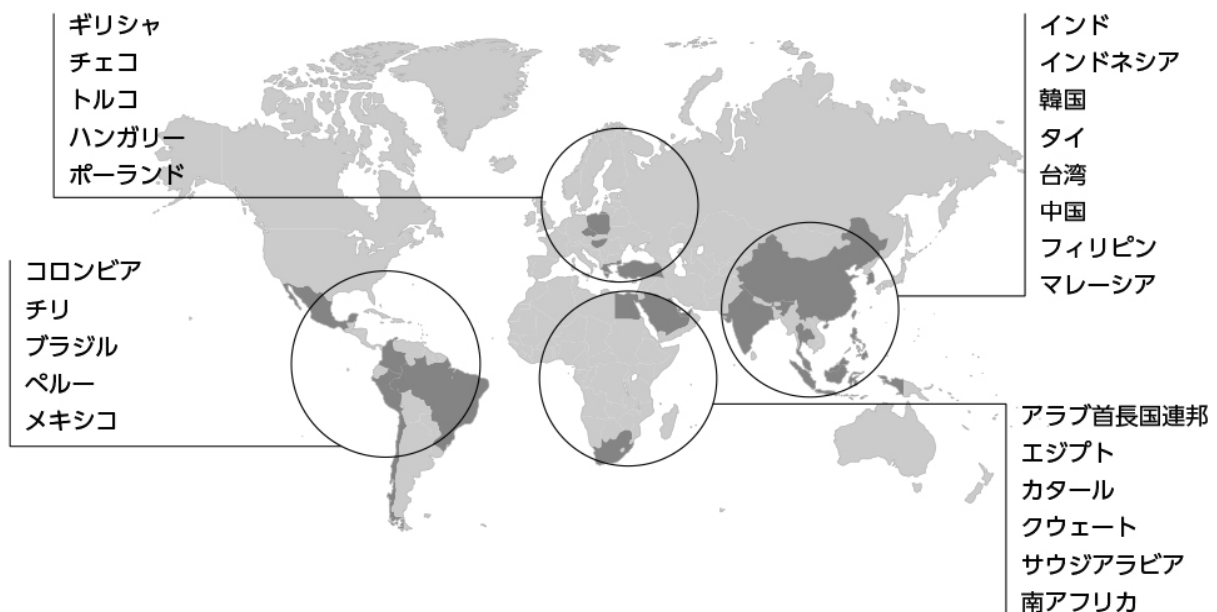 ギリシャ
チェコ
トルコ
ハンガリー
ポーランド
インド
インドネシア
韓国
タイ
台湾
中国
フィリピン
マレーシア
コロンビア
チリ
ブラジル
ペルー
メキシコ
アラブ首長国連邦
エジプト
カタール
クウェート
サウジアラビア
南アフリカ